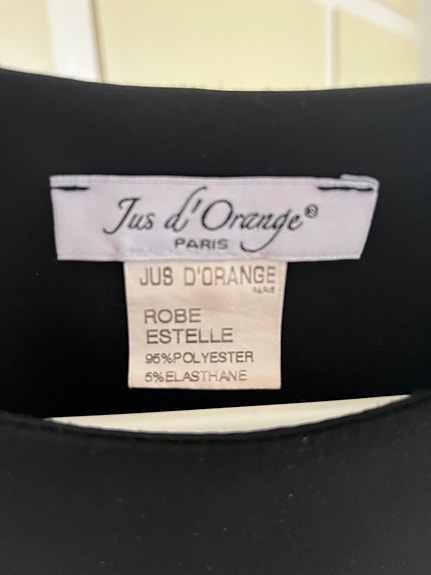 Jus d'Orange®
PARIS
JUS D'ORANGE
PARIS
ROBE
ESTELLE
95%POLYESTER
5%ELASTHANE